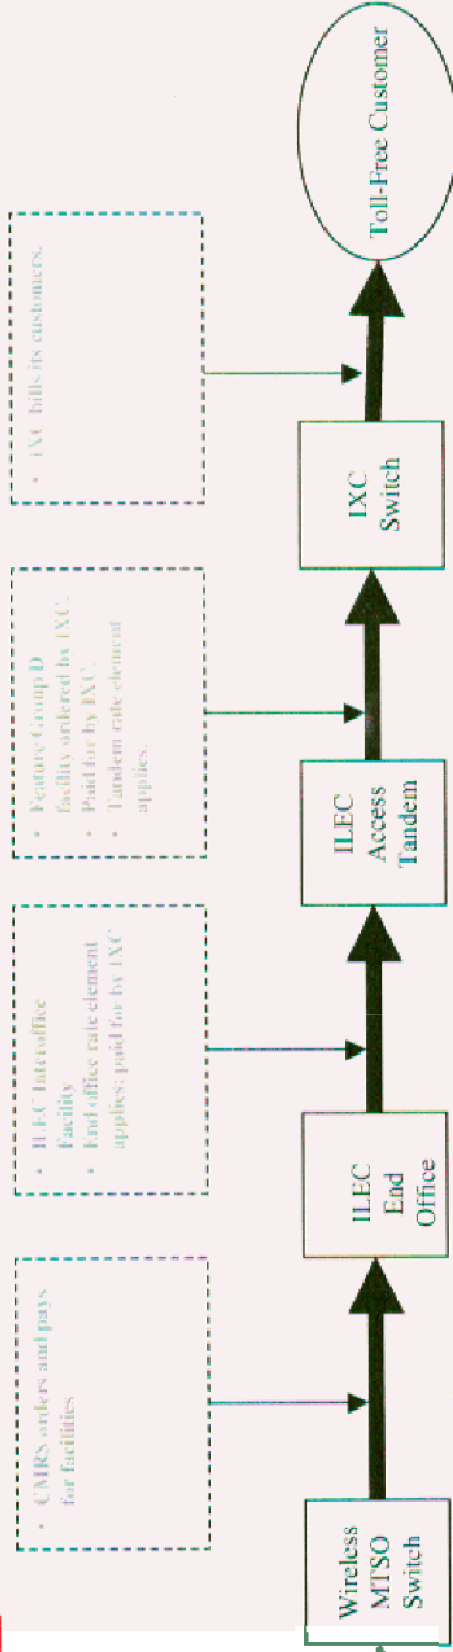 • CMRS orders and pays
for facilities
• ILEC Interoffice
Facility
• End office rate element
applies; paid for by IXC
• Feature Group D
facility ordered by IXC.
• Paid for by IXC.
• Tandem rate element
applies.
• IXC bills its customers.
Wireless
MTSO
Switch
ILEC
End
Office
ILEC
Access
Tandem
IXC
Switch
Toll-Free Customer